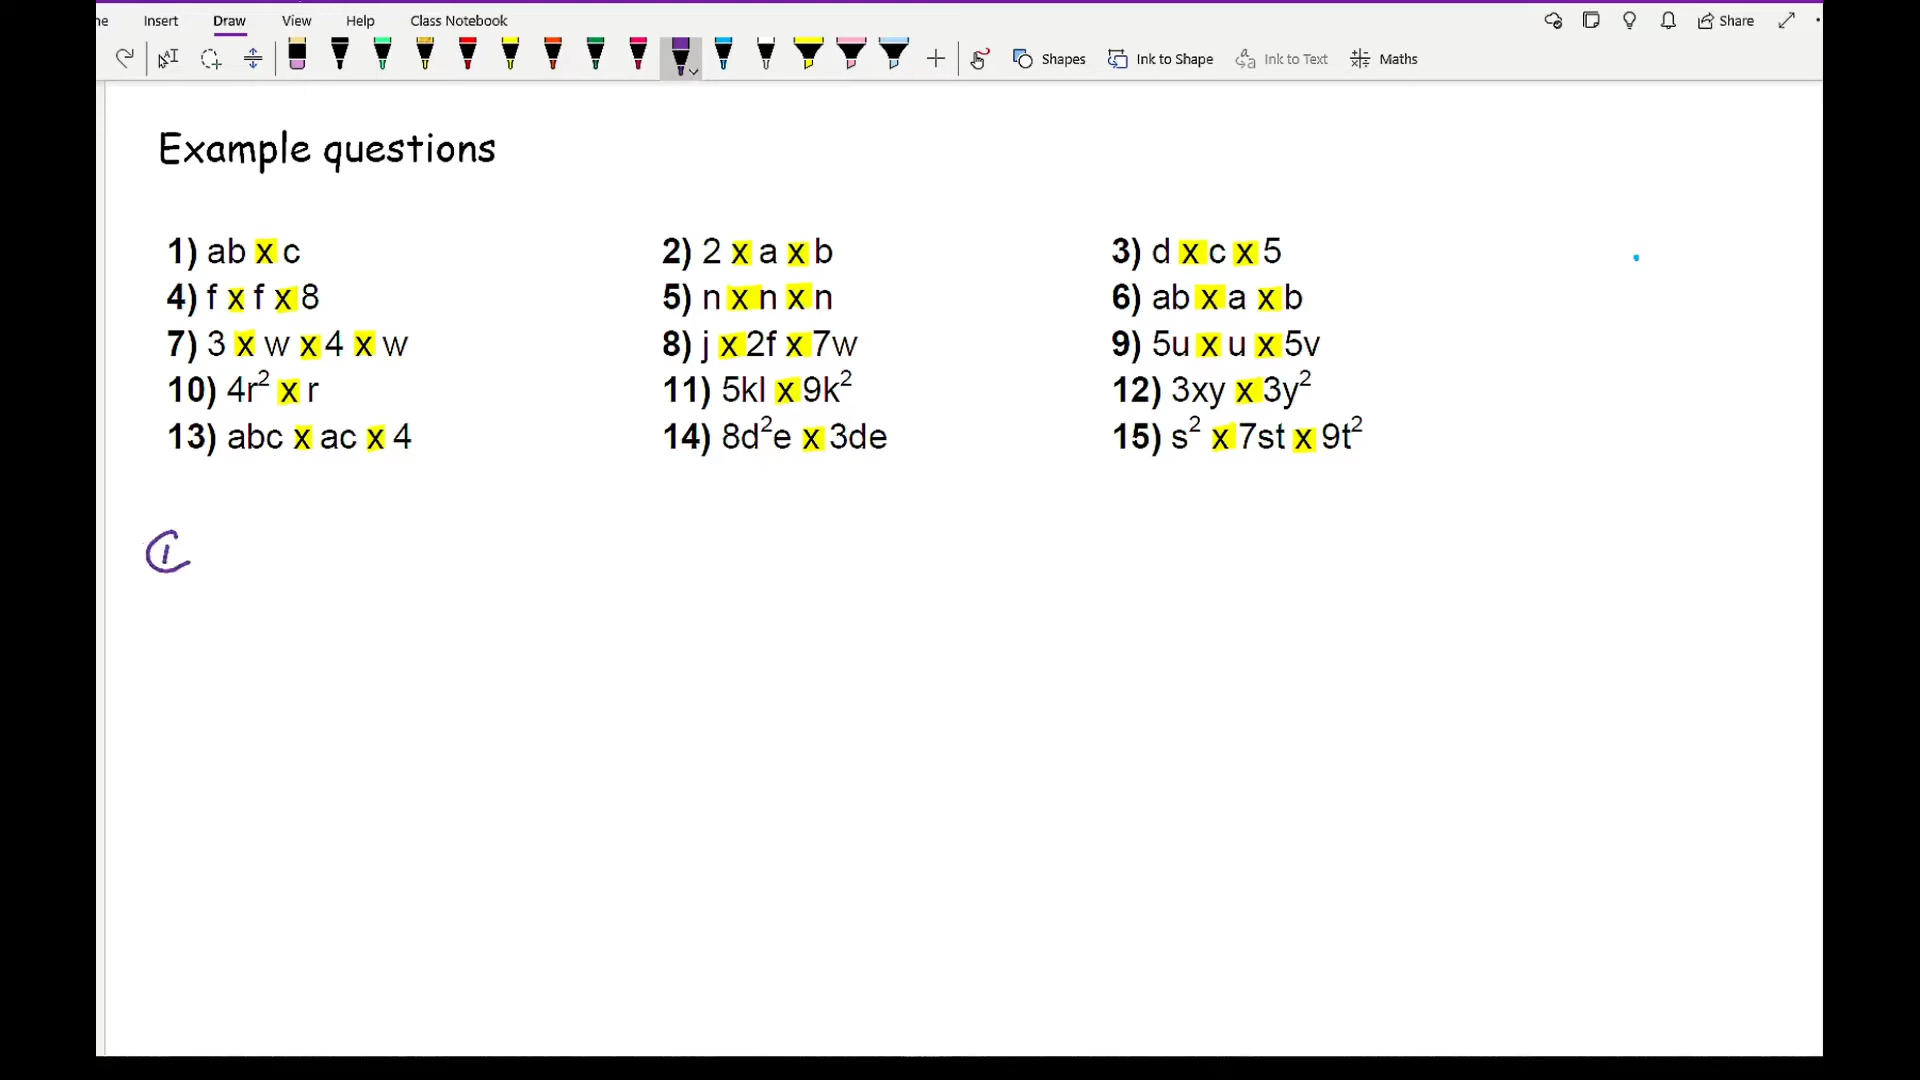 Insert Draw View Help Class Notebook Share
Shapes Ink to Shape Ink to Text Maths
Example questions
1) ab x c 2) 2 x a x b 3) d x c x 5
4) f x f x 8 5) n x n x n 6) ab x a x b
7) 3 x w x 4 x w 8) j x 2f x 7w 9) 5u x u x 5v
10) 4r² x r 11) 5kl x 9k² 12) 3xy x 3y²
13) abc x ac x 4 14) 8d²e x 3de 15) s² x 7st x 9t²
1